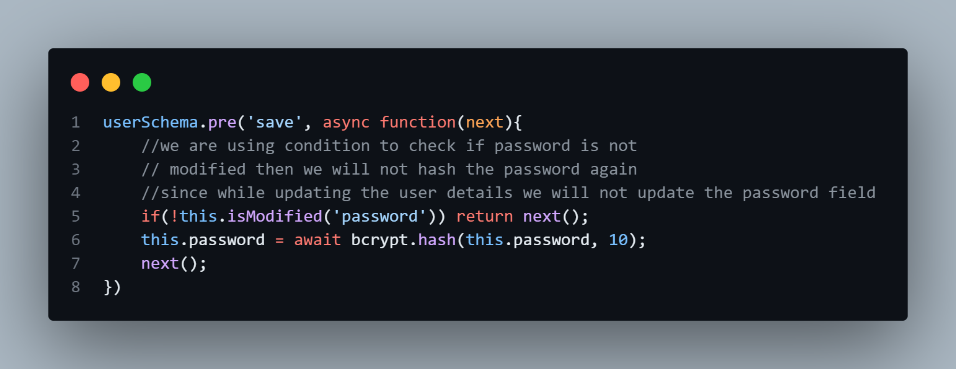 1 userSchema.pre('save', async function(next){
2 //we are using condition to check if password is not
3 // modified then we will not hash the password again
4 //since while updating the user details we will not update the password field
5 if(!this.isModified('password')) return next();
6 this.password = await bcrypt.hash(this.password, 10);
7 next();
8 })